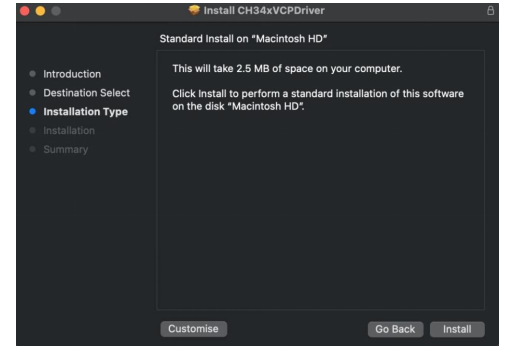 Install CH34xVCPDriver
Standard Install on “Macintosh HD”
Introduction
Destination Select
Installation Type
Installation
Summary
This will take 2.5 MB of space on your computer.
Click Install to perform a standard installation of this software
on the disk “Macintosh HD”.
Customise
Go Back
Install